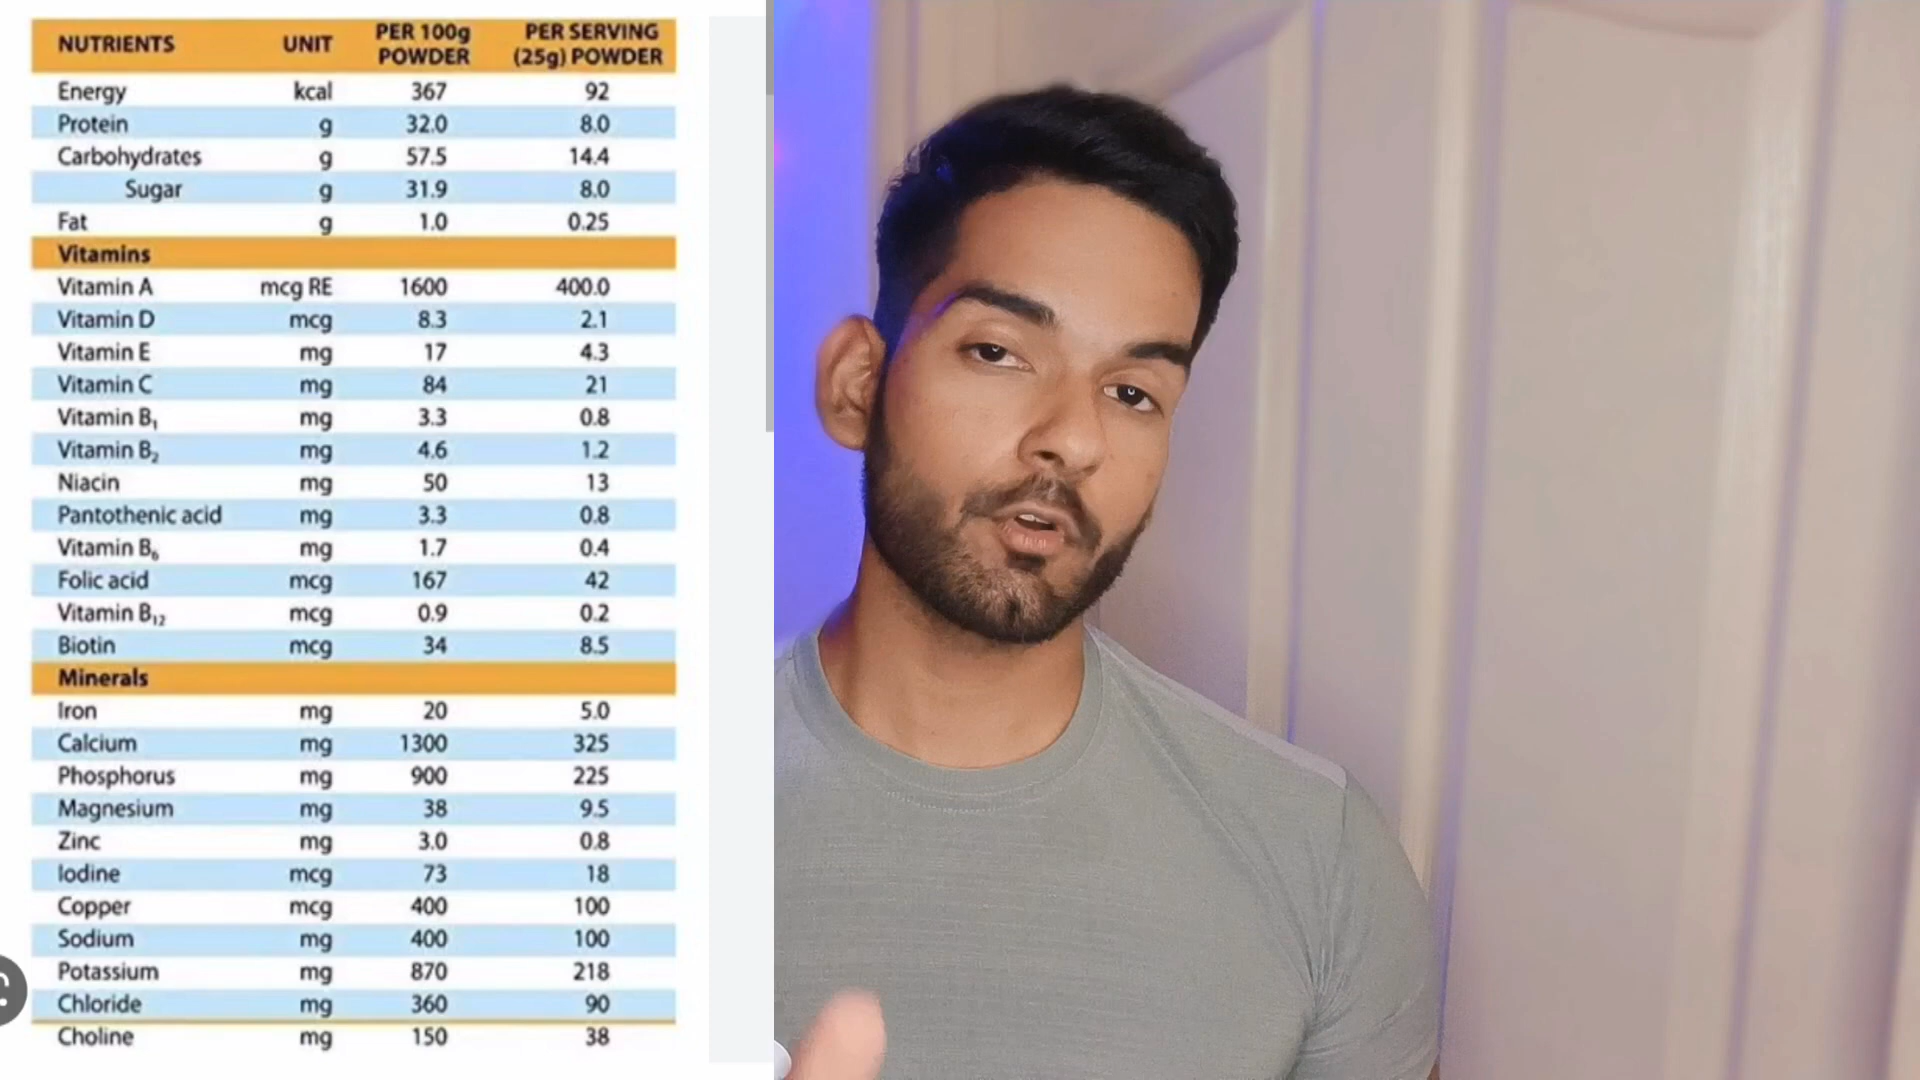 NUTRIENTS UNIT PER 100g POWDER PER SERVING (25g) POWDER
Energy kcal 367 92
Protein g 32.0 8.0
Carbohydrates g 57.5 14.4
Sugar g 31.9 8.0
Fat g 1.0 0.25
Vitamins
Vitamin A mcg RE 1600 400.0
Vitamin D mcg 8.3 2.1
Vitamin E mg 17 4.3
Vitamin C mg 84 21
Vitamin B₁ mg 3.3 0.8
Vitamin B₂ mg 4.6 1.2
Niacin mg 50 13
Pantothenic acid mg 3.3 0.8
Vitamin B₆ mg 1.7 0.4
Folic acid mcg 167 42
Vitamin B₁₂ mcg 0.9 0.2
Biotin mcg 34 8.5
Minerals
Iron mg 20 5.0
Calcium mg 1300 325
Phosphorus mg 900 225
Magnesium mg 38 9.5
Zinc mg 3.0 0.8
Iodine mcg 73 18
Copper mcg 400 100
Sodium mg 400 100
Potassium mg 870 218
Chloride mg 360 90
Choline mg 150 38